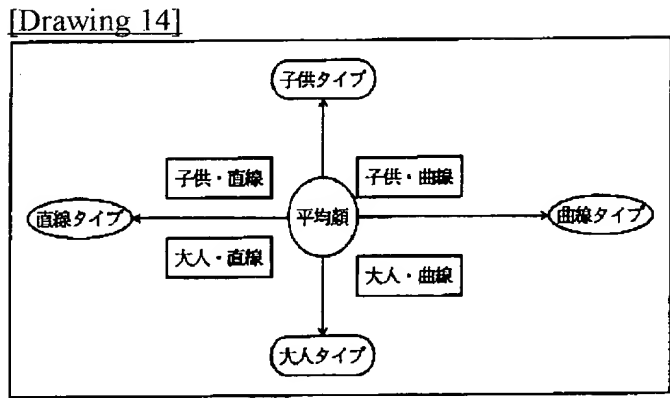 [Drawing 14]
子供タイプ
子供・直線
子供・曲線
直線タイプ
平均顔
曲線タイプ
大人・直線
大人・曲線
大人タイプ